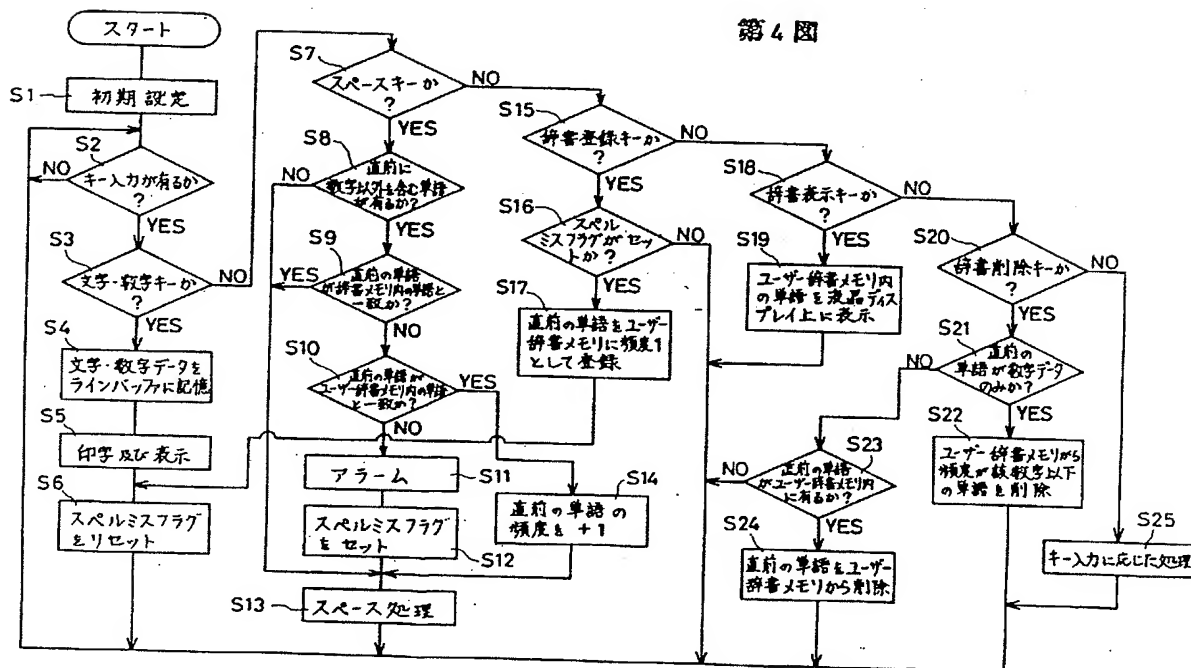 第4図
スタート
S1
初期設定
S2
キー入力が有るか
?
NO
YES
S3
文字・数字キーか
?
NO
YES
S4
文字・数字データを
ラインバッファに記憶
S5
印字及び表示
S6
スペルミスフラグ
をリセット
S7
スペースキーか
?
NO
YES
S8
直前に
数字以外を含む単語
が有るか?
NO
YES
S9
直前の単語
が辞書メモリ内の単語と
一致か?
YES
NO
S10
直前の単語が
ユーザー辞書メモリ内の単語
と一致か?
YES
NO
S11
アラーム
S12
スペルミスフラグ
をセット
S13
スペース処理
S14
直前の単語の
頻度を +1
S15
辞書登録キーか
?
NO
YES
S16
スペル
ミスフラグがセット
か?
NO
YES
S17
直前の単語をユーザー
辞書メモリに頻度1
として登録
S18
辞書表示キーか
?
NO
YES
S19
ユーザー辞書メモリ内
の単語を液晶ディス
プレイ上に表示
S20
辞書削除キーか
?
NO
YES
S21
直前の
単語が数字データ
のみか?
NO
YES
S22
ユーザー辞書メモリから
頻度が該数字以下
の単語を削除
S23
直前の単語
がユーザー辞書メモリ内
に有るか?
NO
YES
S24
直前の単語をユーザー
辞書メモリから削除
S25
キー入力に応じた処理